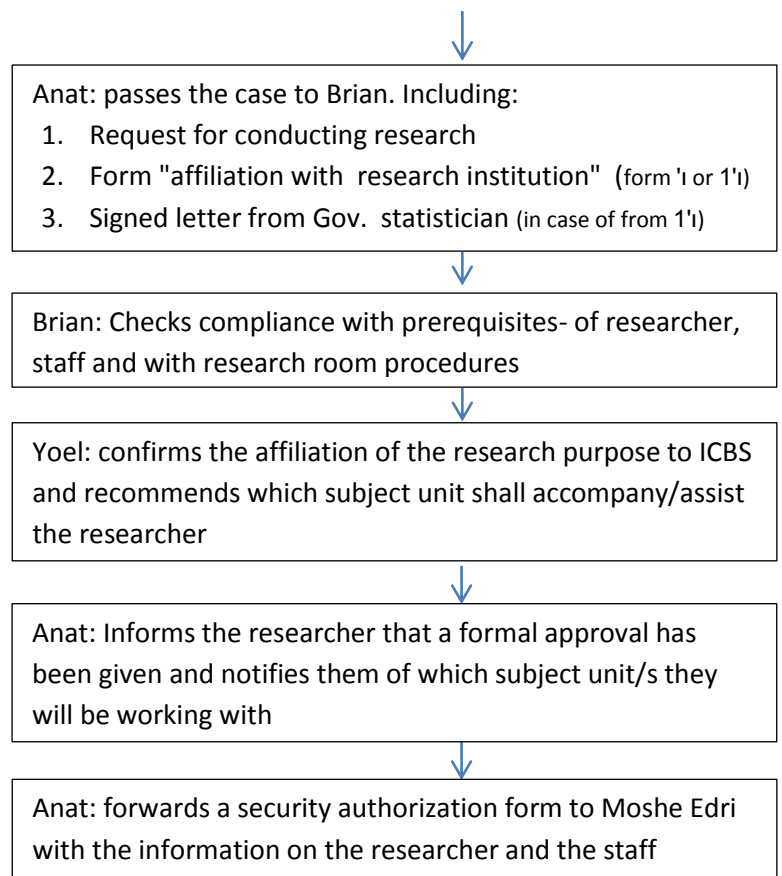 Anat: passes the case to Brian. Including:
1. Request for conducting research
2. Form "affiliation with research institution" (form 'ו or 1'ו)
3. Signed letter from Gov. statistician (in case of from 1'ו)
Brian: Checks compliance with prerequisites- of researcher,
staff and with research room procedures
Yoel: confirms the affiliation of the research purpose to ICBS
and recommends which subject unit shall accompany/assist
the researcher
Anat: Informs the researcher that a formal approval has
been given and notifies them of which subject unit/s they
will be working with
Anat: forwards a security authorization form to Moshe Edri
with the information on the researcher and the staff